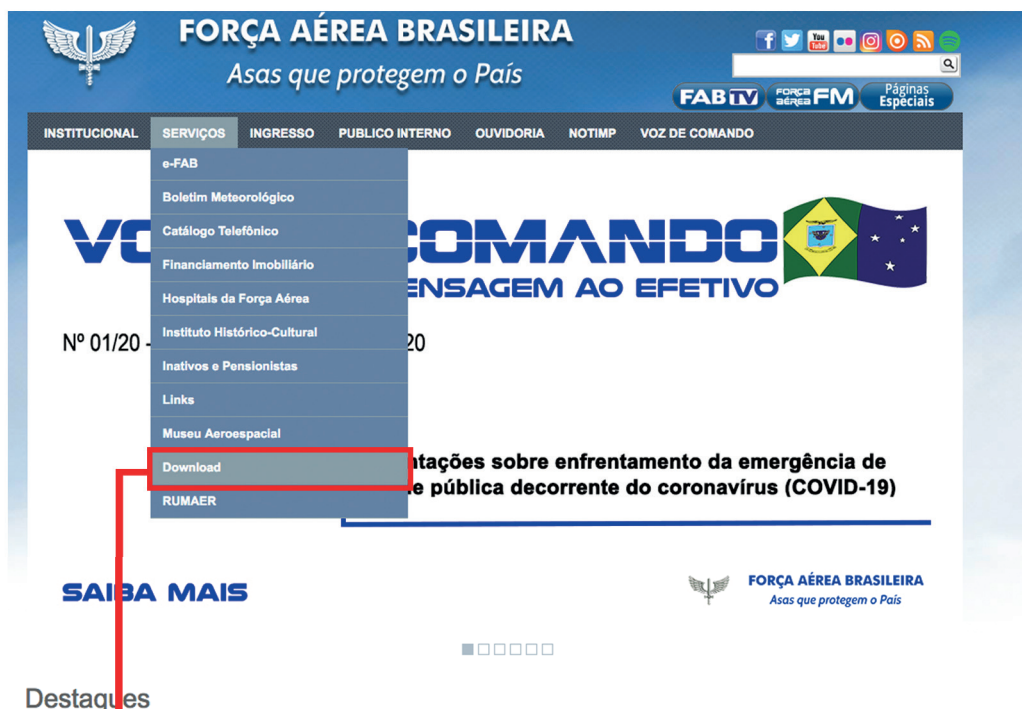 FORÇA AÉREA BRASILEIRA
Asas que protegem o País
You
Tube
FAB TV FORÇA AÉREA FM Páginas Especiais
INSTITUCIONAL SERVIÇOS INGRESSO PUBLICO INTERNO OUVIDORIA NOTIMP VOZ DE COMANDO
e-FAB
Boletim Meteorológico
Catálogo Telefônico
Financiamento Imobiliário
Hospitais da Força Aérea
Instituto Histórico-Cultural
Inativos e Pensionistas
Links
Museu Aeroespacial
Download
RUMAER
VO COMANDO
ENSAGEM AO EFETIVO
Nº 01/20 - 20
ntações sobre enfrentamento da emergência de
e pública decorrente do coronavírus (COVID-19)
SAIBA MAIS
FORÇA AÉREA BRASILEIRA
Asas que protegem o País
Destaques